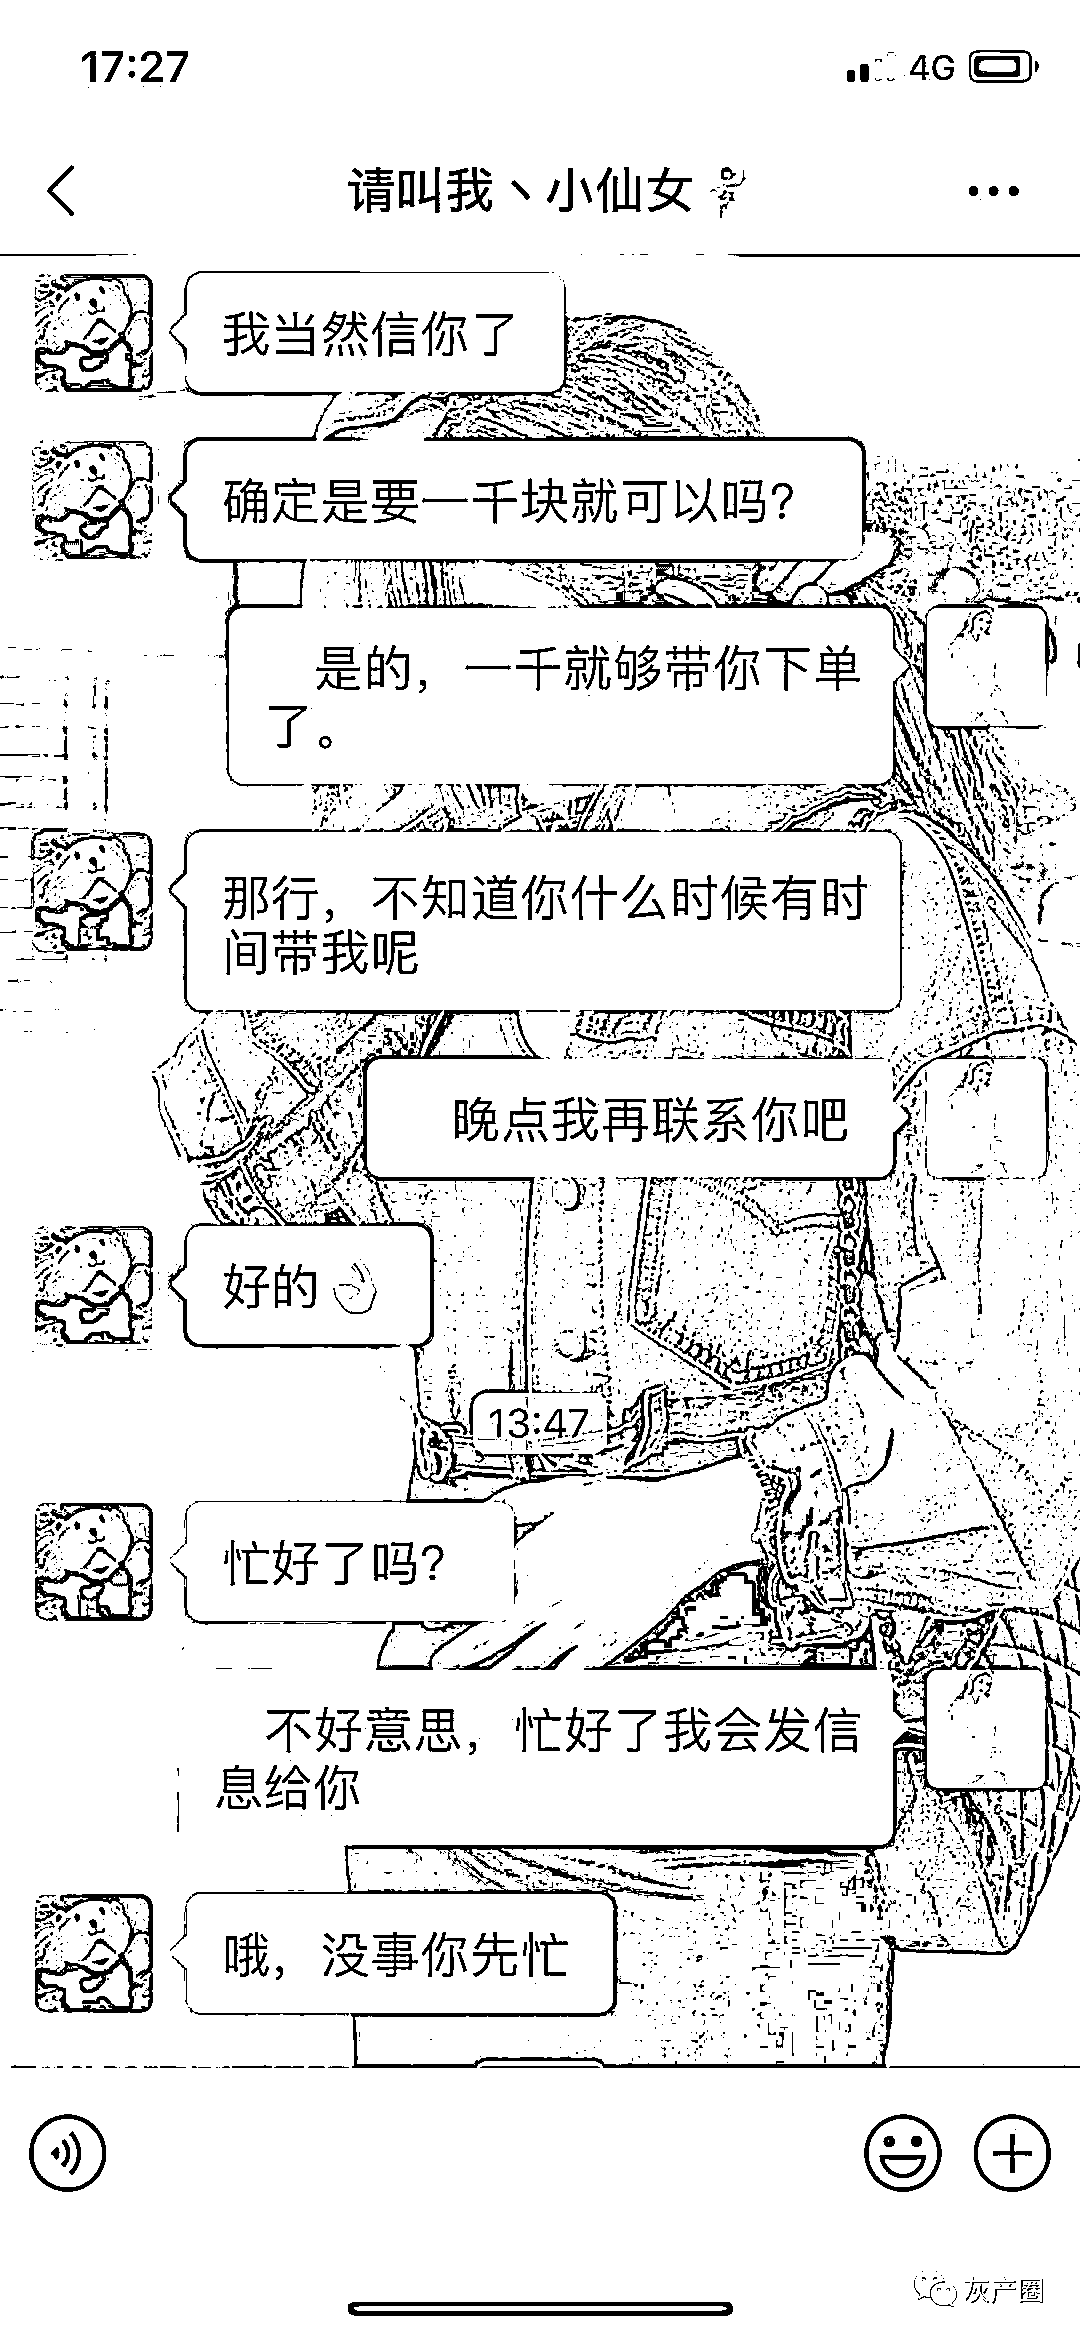 17:27
4G
请叫我丶小仙女
我当然信你了
确定是要一千块就可以吗?
是的，一千就够带你下单
了。
那行，不知道你什么时候有时
间带我呢
晚点我再联系你吧
好的👌
13:47
忙好了吗?
不好意思，忙好了我会发信
息给你
哦，没事你先忙
灰产圈